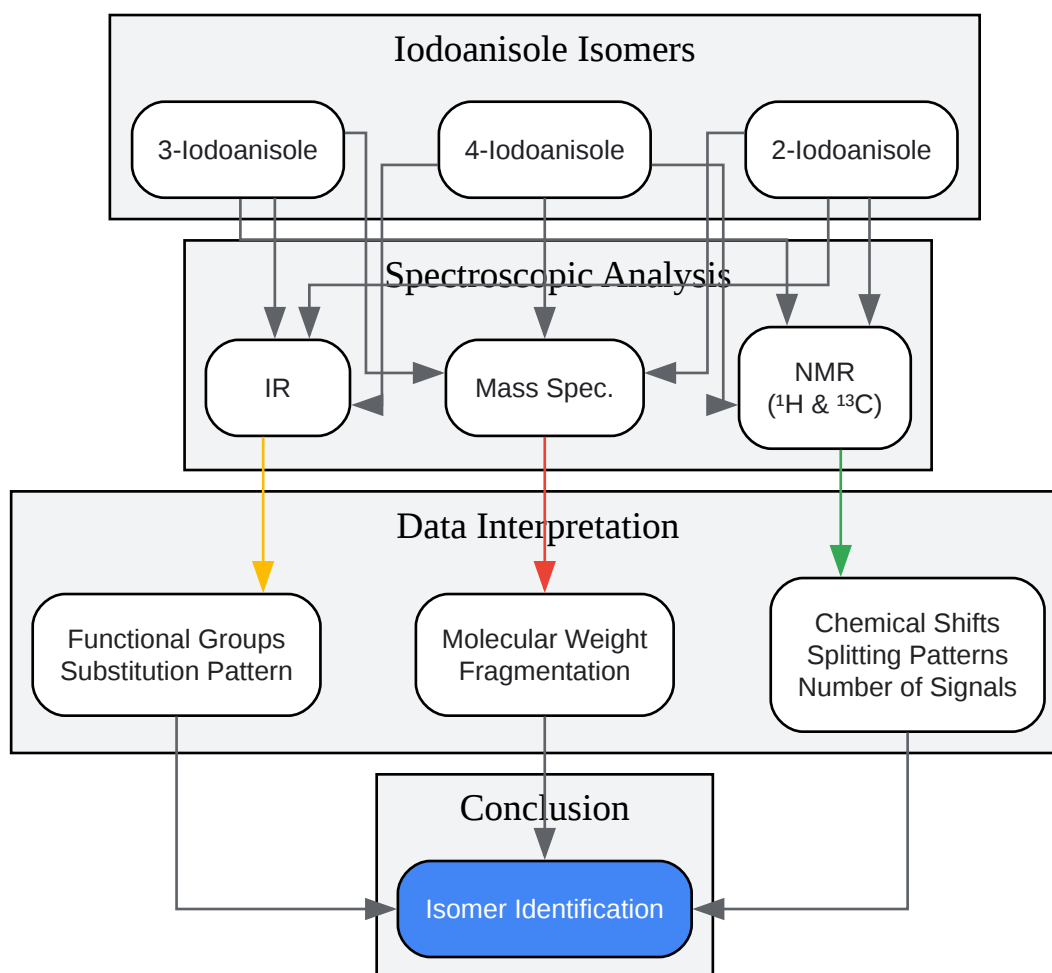 Iodoanisole Isomers
3-Iodoanisole
4-Iodoanisole
2-Iodoanisole
Spectroscopic Analysis
IR
Mass Spec.
NMR
(¹H & ¹³C)
Data Interpretation
Functional Groups
Substitution Pattern
Molecular Weight
Fragmentation
Chemical Shifts
Splitting Patterns
Number of Signals
Conclusion
Isomer Identification